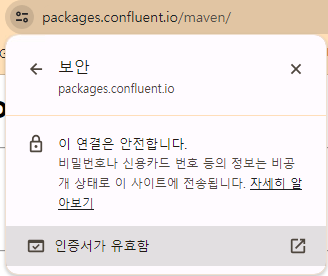 packages.confluent.io/maven/
보안
packages.confluent.io
이 연결은 안전합니다.
비밀번호나 신용카드 번호 등의 정보는 비공
개 상태로 이 사이트에 전송됩니다. 자세히 알
아보기
인증서가 유효함